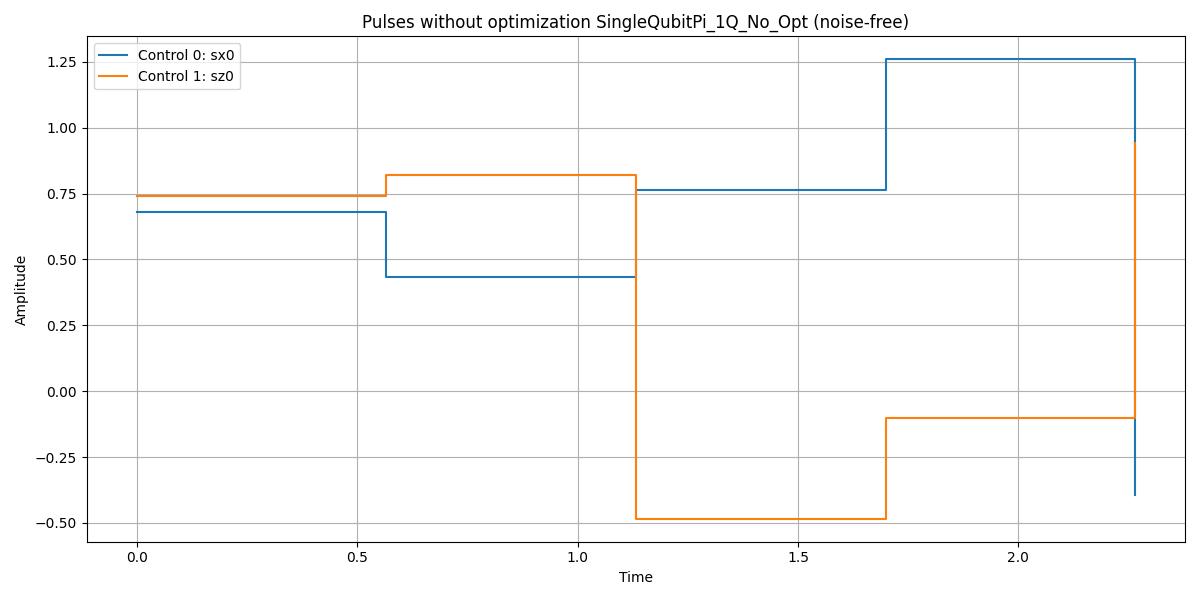 Pulses without optimization SingleQubitPi_1Q_No_Opt (noise-free)
Control 0: sx0
Control 1: sz0
Amplitude
1.25
1.00
0.75
0.50
0.25
0.00
−0.25
−0.50
0.0 0.5 1.0 1.5 2.0
Time